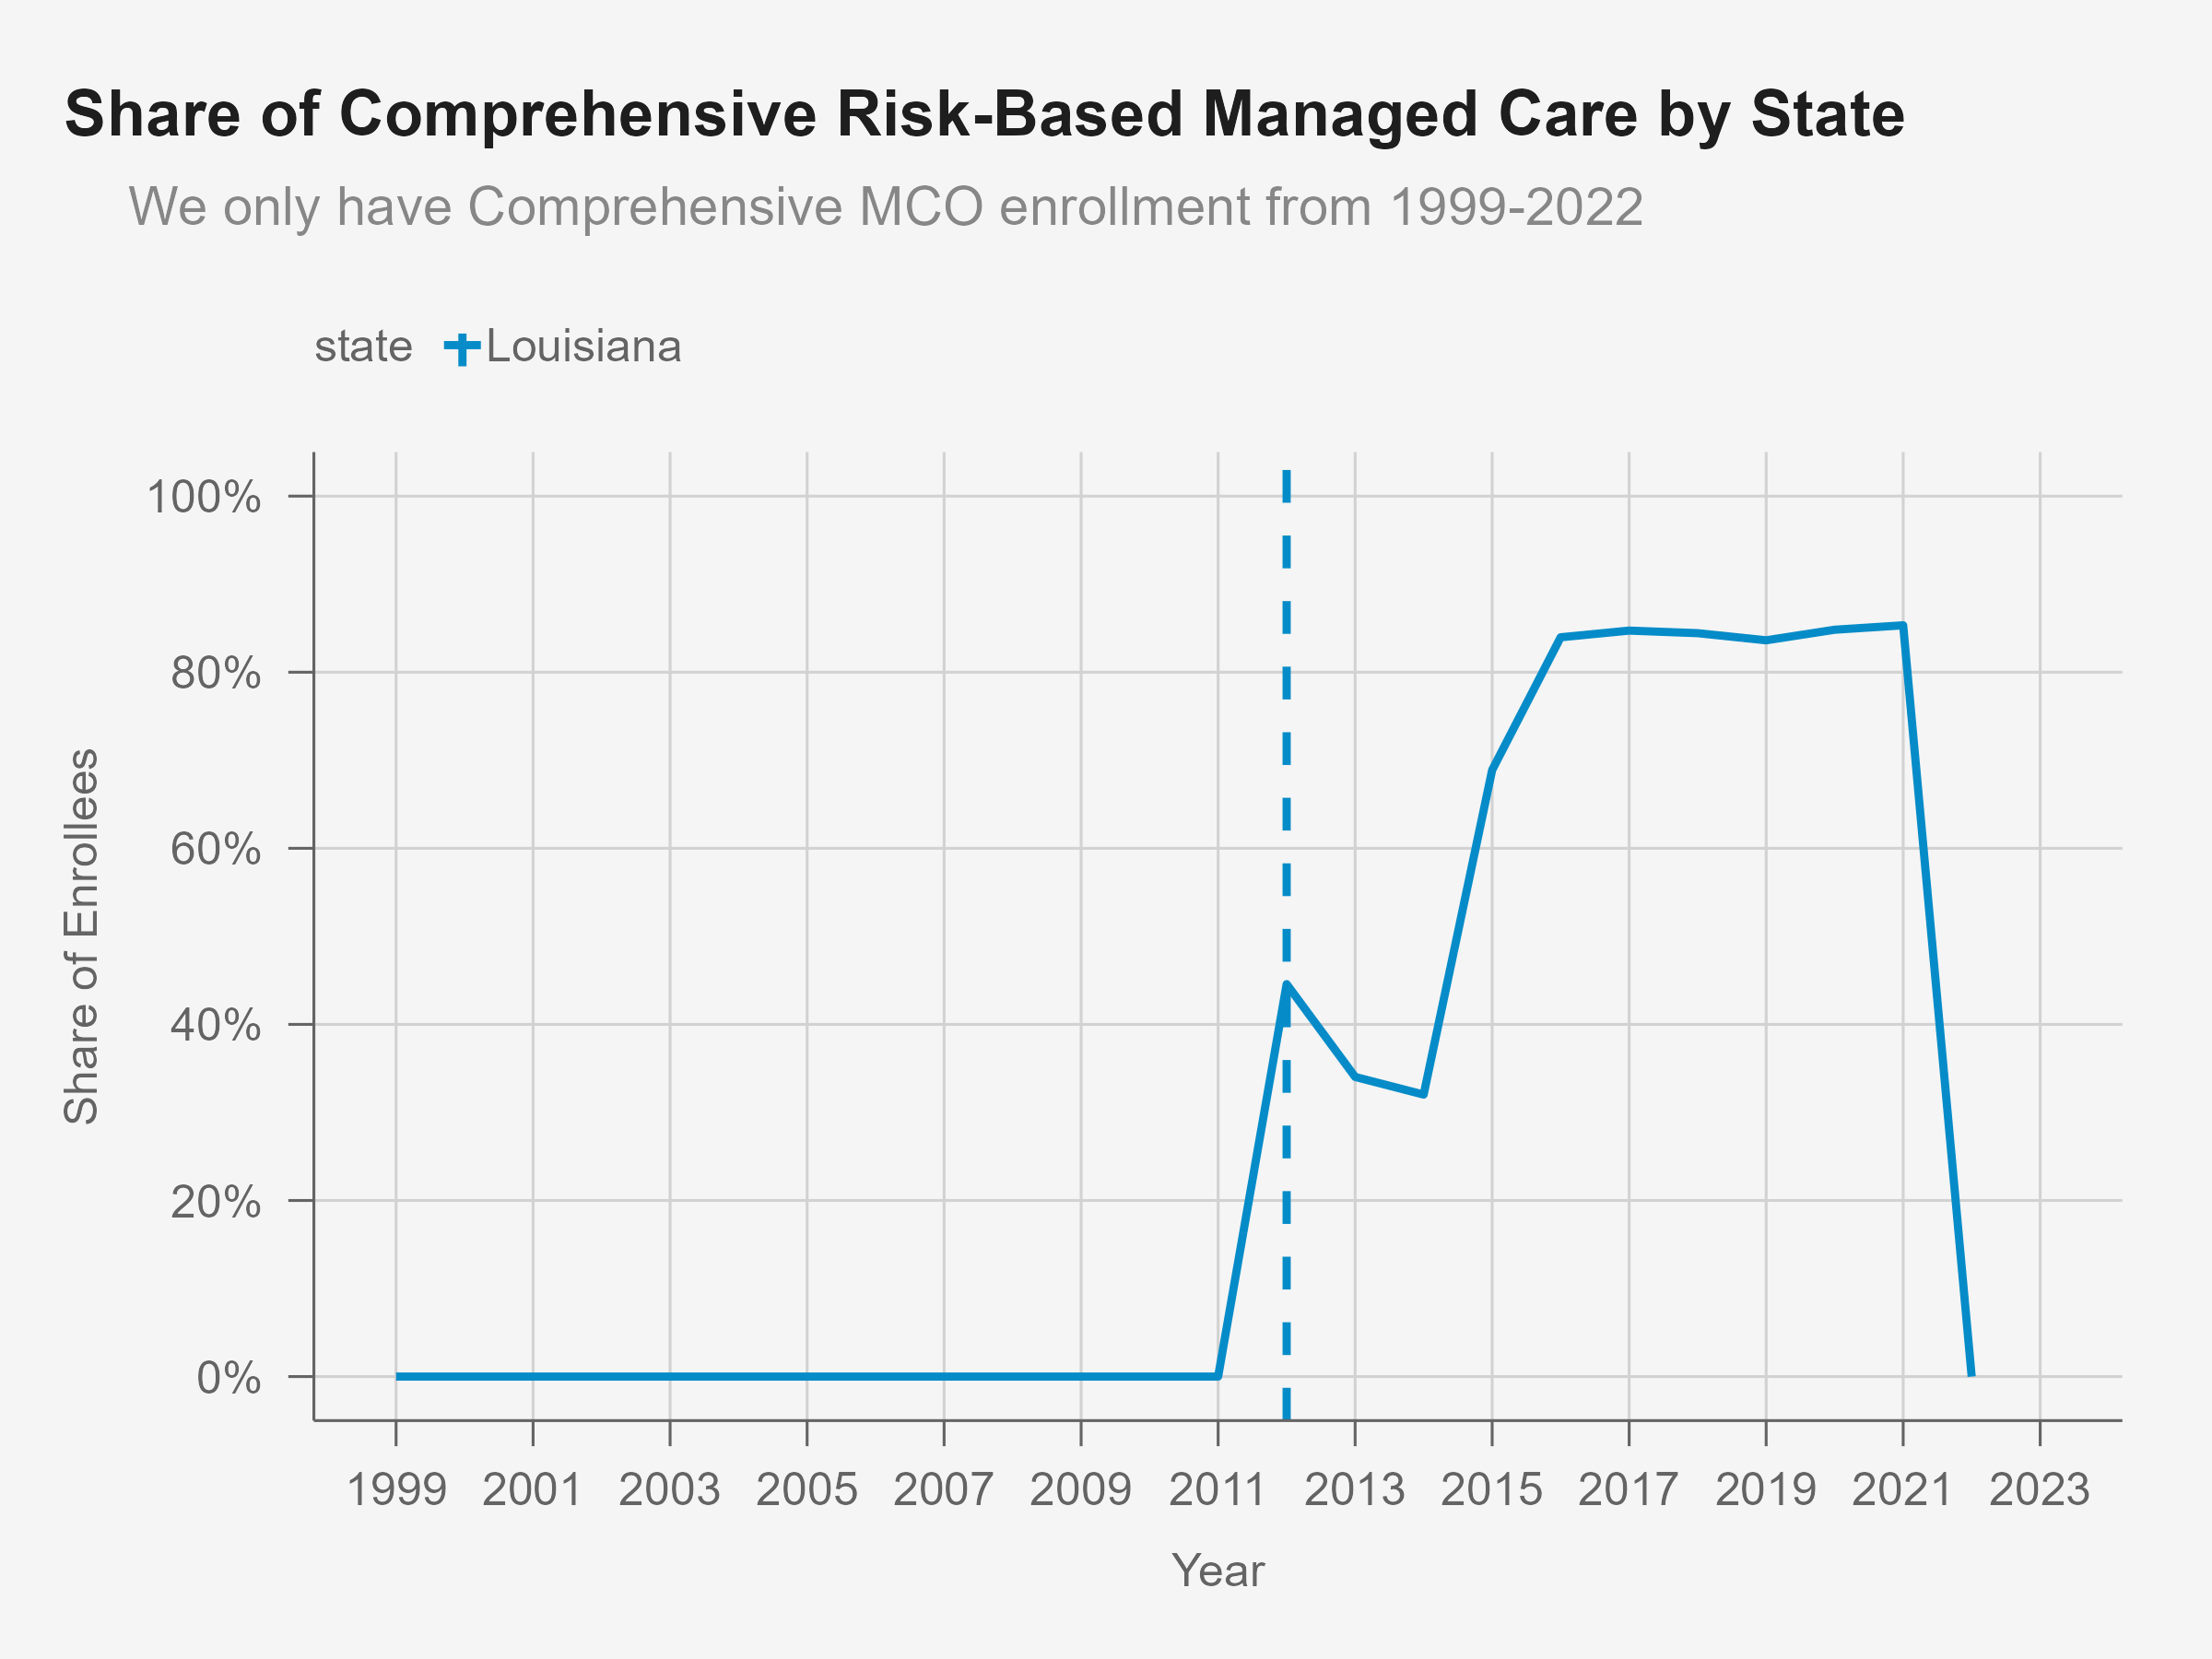 Share of Comprehensive Risk-Based Managed Care by State
We only have Comprehensive MCO enrollment from 1999-2022
state Louisiana
100%
80%
60%
40%
20%
0%
Share of Enrollees
1999 2001 2003 2005 2007 2009 2011 2013 2015 2017 2019 2021 2023
Year